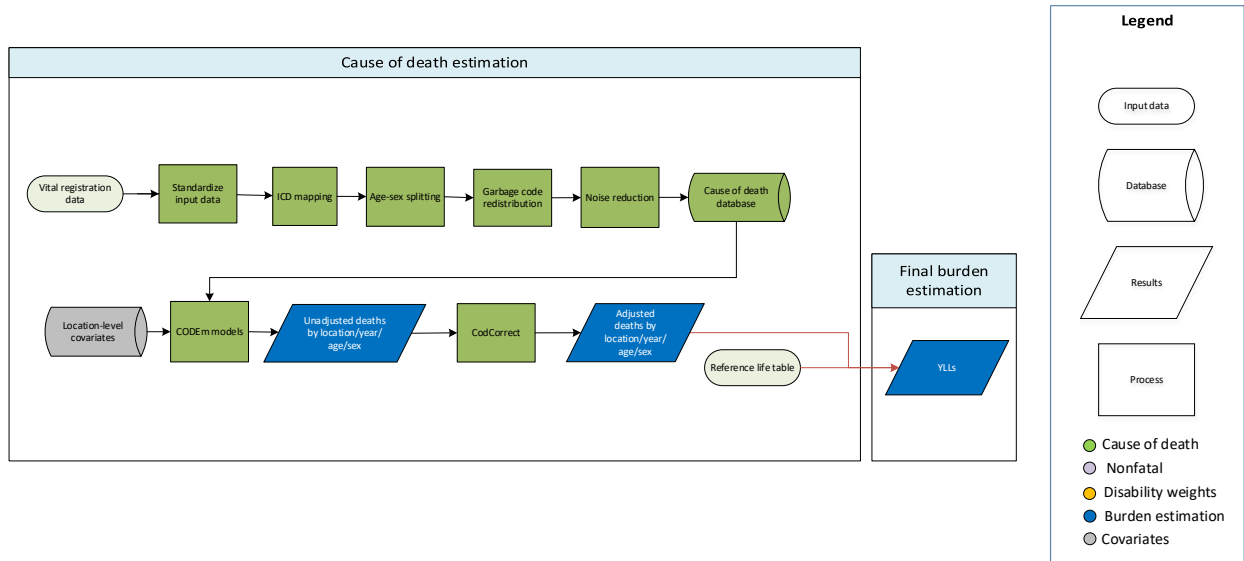 Cause of death estimation
Vital registration
data
Standardize
input data
ICD mapping
Age-sex splitting
Garbage code
redistribution
Noise reduction
Cause of death
database
Location-level
covariates
CODEm models
Unadjusted deaths
by location/year/
age/sex
CodCorrect
Adjusted
deaths by
location/year/
age/sex
Reference life table
Final burden
estimation
YLLs
Legend
Input data
Database
Results
Process
Cause of death
Nonfatal
Disability weights
Burden estimation
Covariates